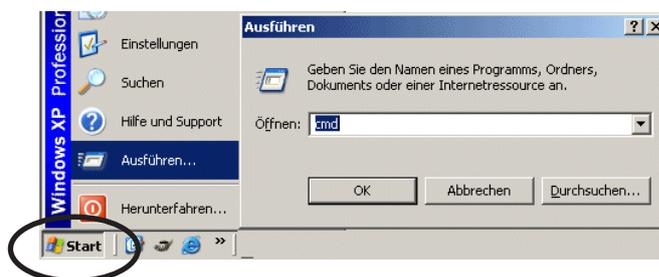 Windows XP Profession
Einstellungen
Suchen
Hilfe und Support
Ausführen...
Herunterfahren...
Start
»
Ausführen
Geben Sie den Namen eines Programms, Ordners,
Dokuments oder einer Internetressource an.
Öffnen: cmd
OK Abbrechen Durchsuchen...